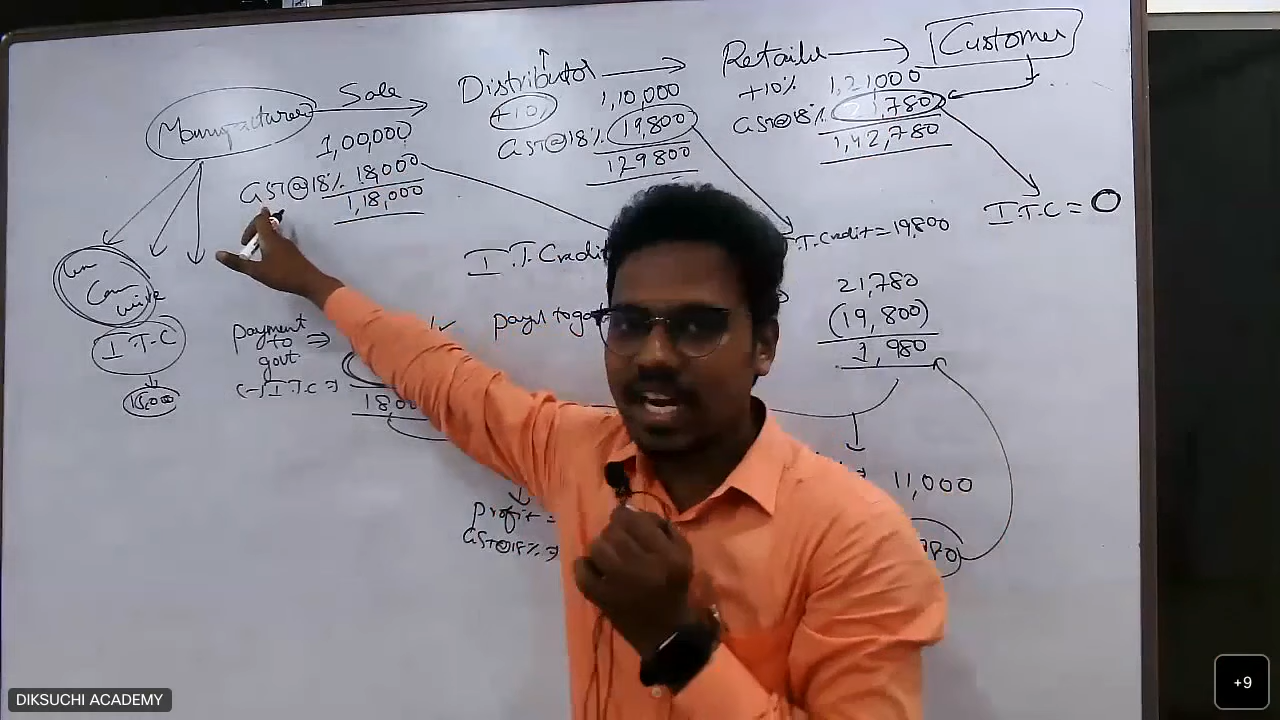 Manufacturer
Sale
1,00,000
GST@18% 18,000
1,18,000
Distributor
+10%
1,10,000
GST@18% 19,800
129800
Retailer
+10%
1,21,000
GST@18% 21,780
1,42,780
Customer
I.T.C = 0
I.T.Credit
T.Credit = 19,800
I.T.C
18,000
payment
to
govt
(-) I.T.C ⇒
18,00
21,780
(19,800)
1,980
11,000
profit =
GST@18% ⇒
DIKSUCHI ACADEMY
+9